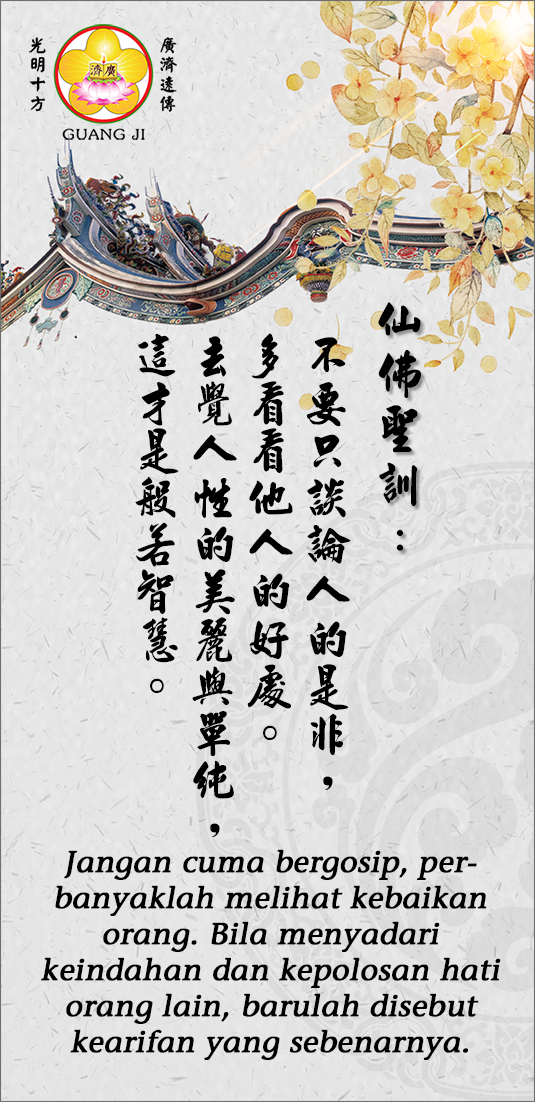 光明十方
廣濟遠傳
濟廣
GUANG JI
仙佛聖訓：
不要只談論人的是非，
多看看他人的好處。
去覺人性的美麗與單純，
這才是般若智慧。
Jangan cuma bergosip, per-
banyaklah melihat kebaikan
orang. Bila menyadari
keindahan dan kepolosan hati
orang lain, barulah disebut
kearifan yang sebenarnya.